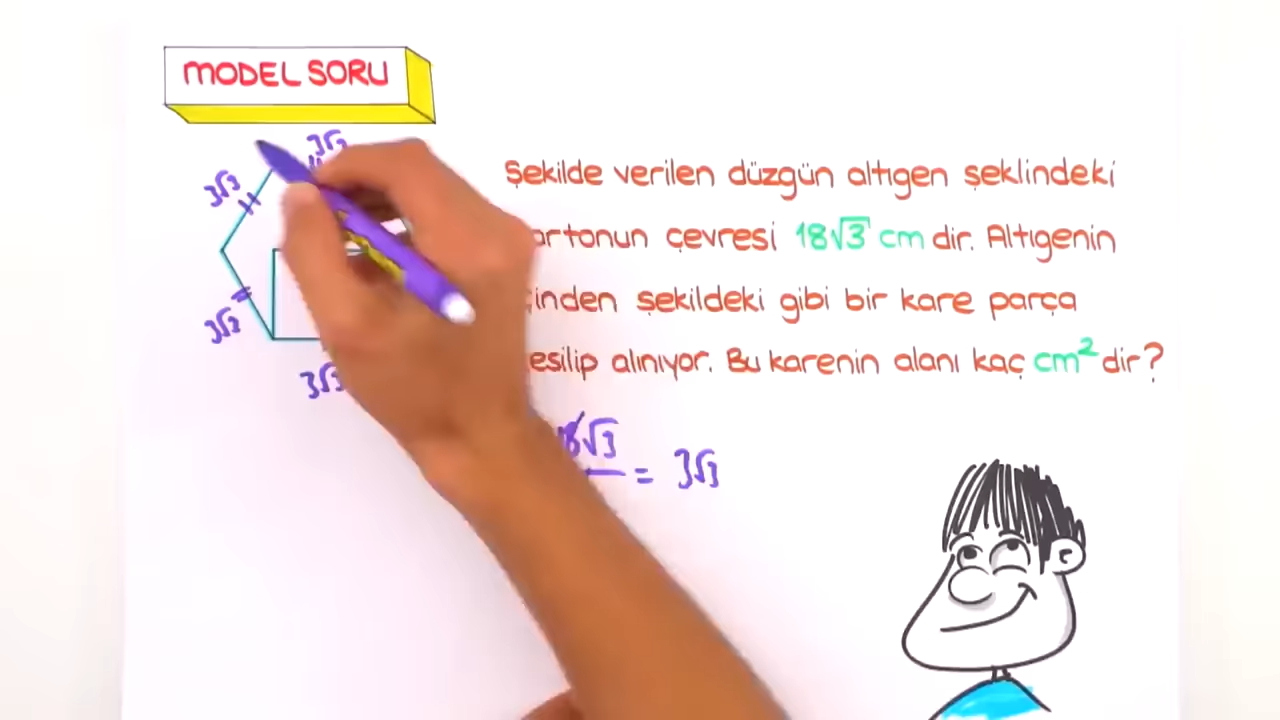 MODEL SORU
3√3
3√3
Şekilde verilen düzgün altıgen şeklindeki
artonun çevresi 18√3 cm dir. Altıgenin
çinden şekildeki gibi bir kare parça
esilip alınıyor. Bu karenin alanı kaç cm² dir?
3√3
3√3
18√3 = 3√3